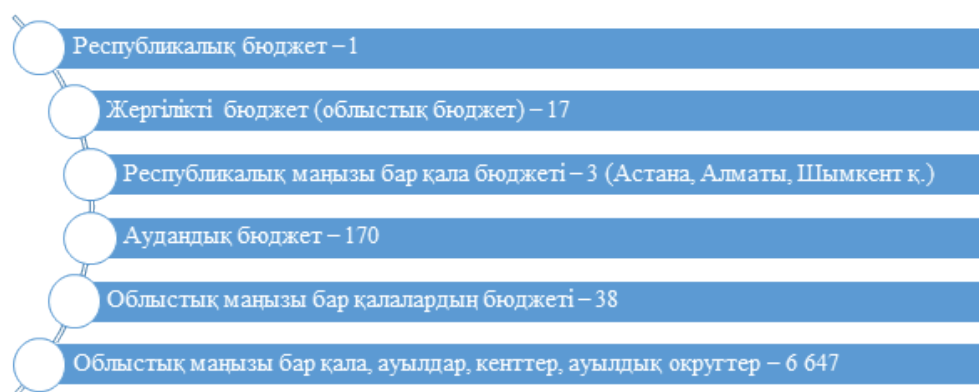 Республикалық бюджет – 1
Жергілікті бюджет (облыстық бюджет) – 17
Республикалық маңызы бар қала бюджеті – 3 (Астана, Алматы, Шымкент қ.)
Аудандық бюджет – 170
Облыстық маңызы бар қалалардың бюджеті – 38
Облыстық маңызы бар қала, ауылдар, кенттер, ауылдық округтер – 6 647